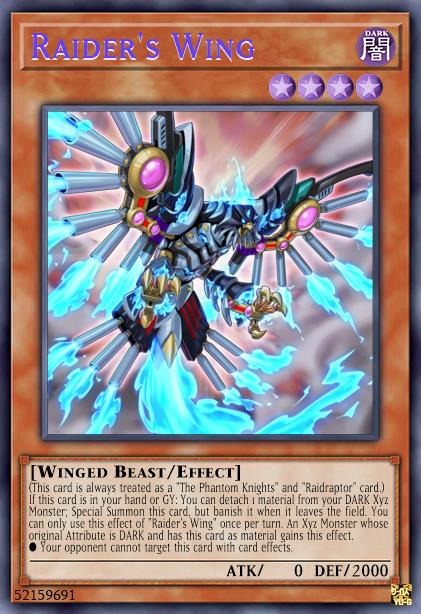 Raider's Wing
DARK
闇
[Winged Beast/Effect]
(This card is always treated as a "The Phantom Knights" and "Raidraptor" card.)
If this card is in your hand or GY: You can detach 1 material from your DARK Xyz
Monster; Special Summon this card, but banish it when it leaves the field. You
can only use this effect of "Raider's Wing" once per turn. An Xyz Monster whose
original Attribute is DARK and has this card as material gains this effect.
● Your opponent cannot target this card with card effects.
ATK/ 0 DEF/2000
52159691